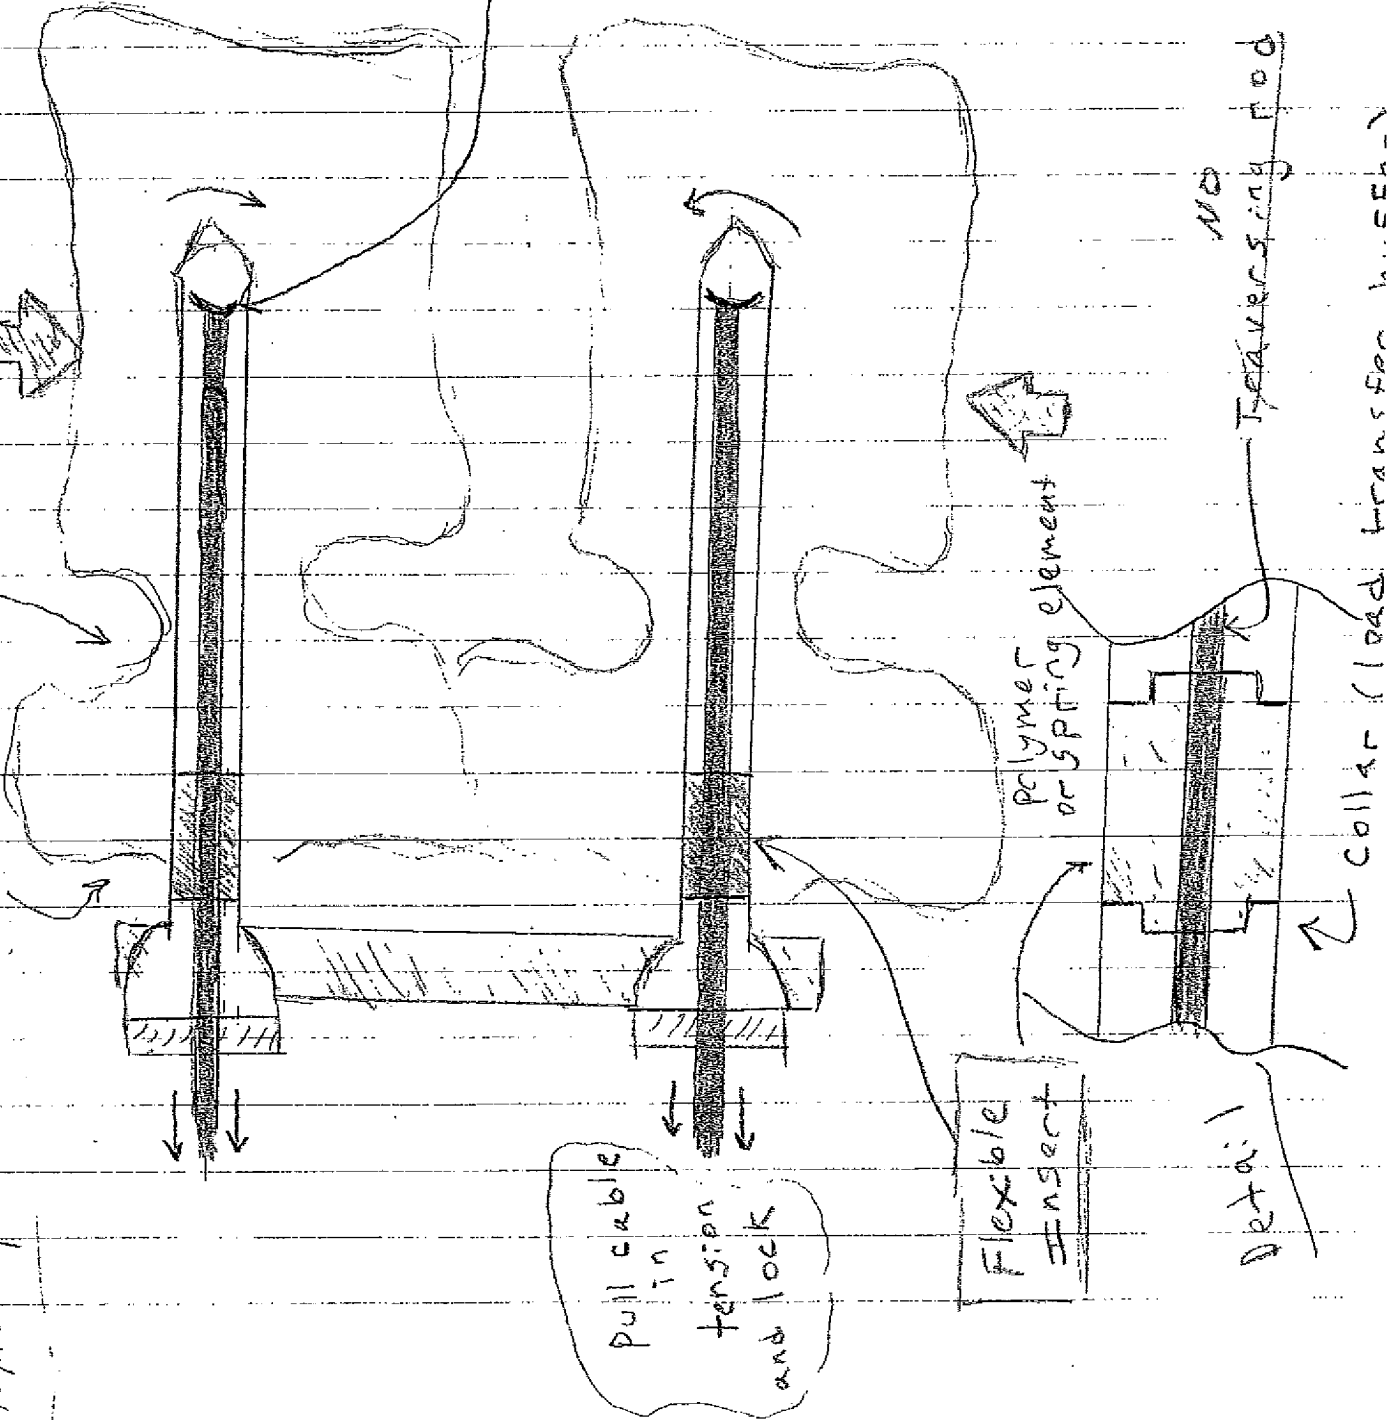 Pull cable
in
tension
and lock
Flexible
Insert
Detail
polymer
or spring element
NO
Traversing rod
Collar (load transfer buffer)